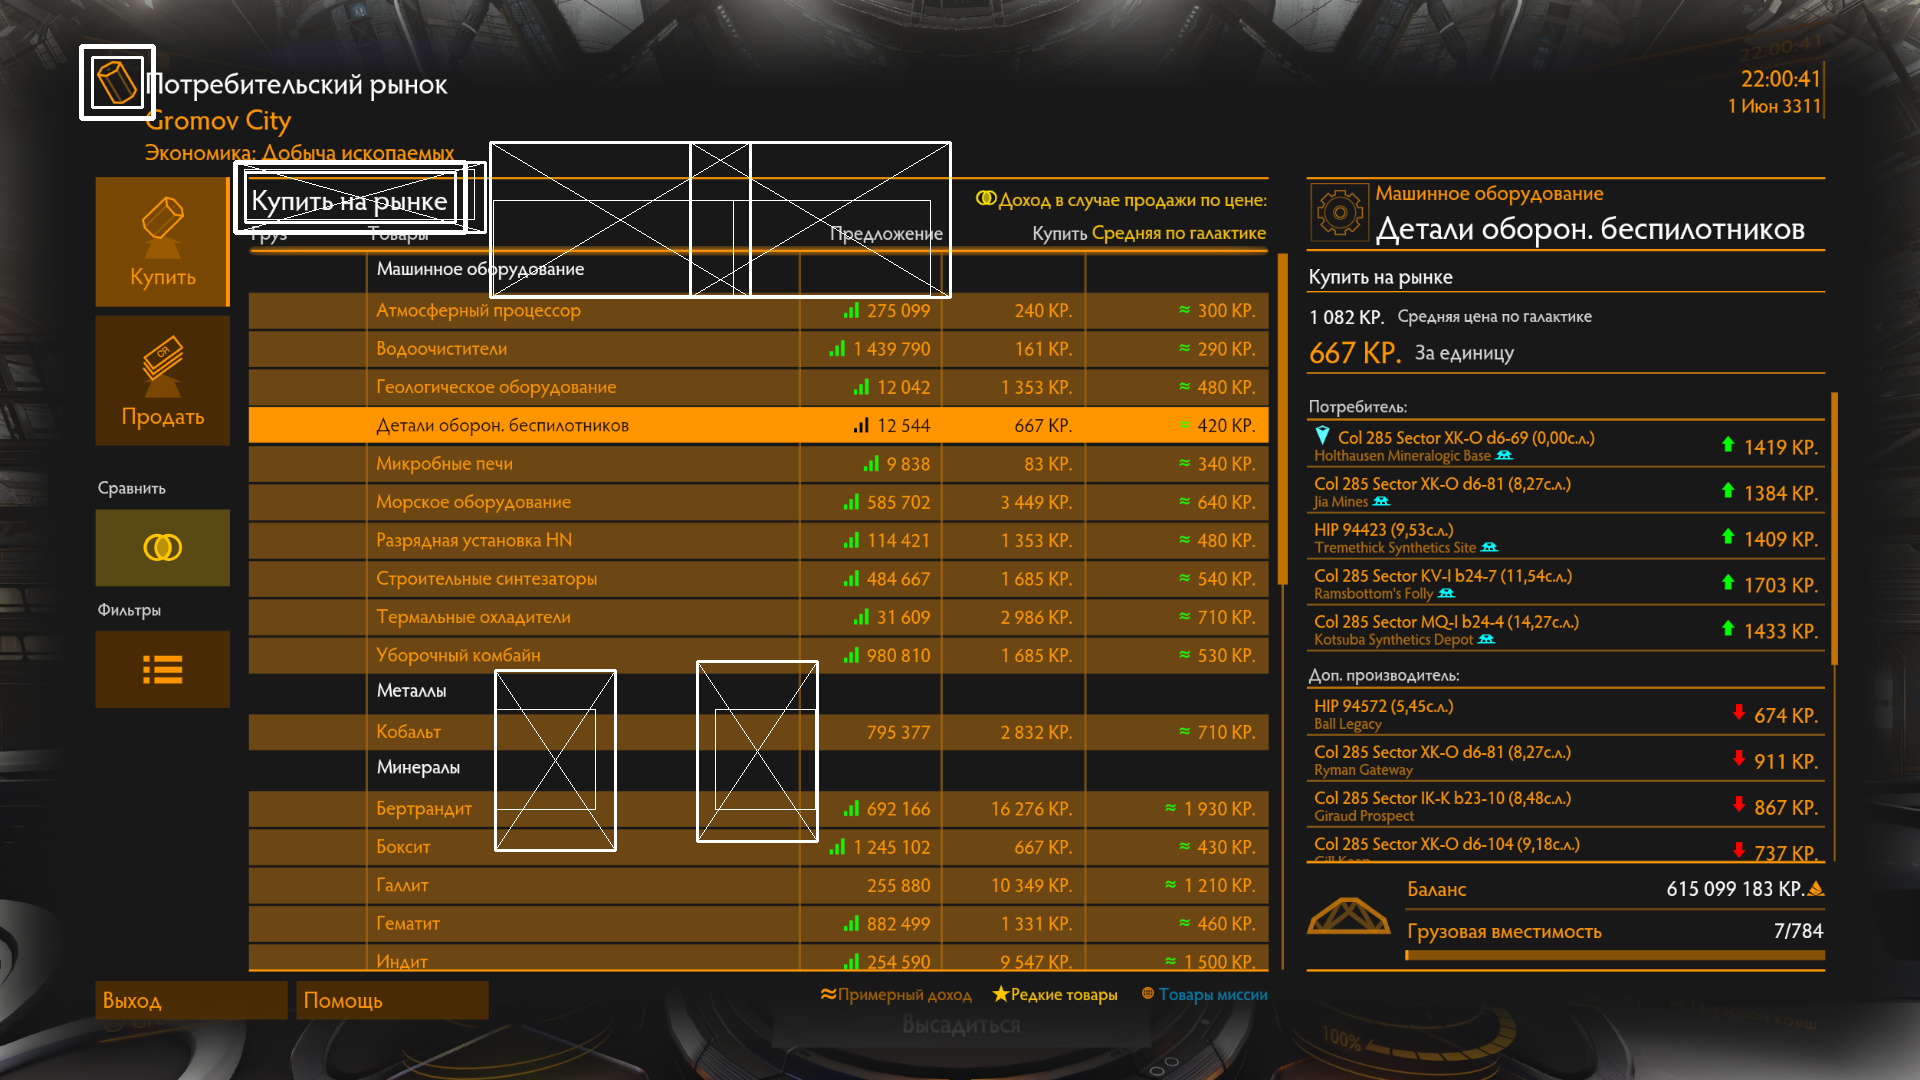 Потребительский рынок
Gromov City
Экономика: Добыча ископаемых
22:00:41
22:00:41
1 Июн 3311
Купить
Продать
Сравнить
Фильтры
Купить на рынке
Доход в случае продажи по цене:
Груз Товары Предложение Купить Средняя по галактике
Машинное оборудование
Атмосферный процессор 275 099 240 КР. ≈ 300 КР.
Водоочистители 1 439 790 161 КР. ≈ 290 КР.
Геологическое оборудование 12 042 1 353 КР. ≈ 480 КР.
Детали оборон. беспилотников 12 544 667 КР. ≈ 420 КР.
Микробные печи 9 838 83 КР. ≈ 340 КР.
Морское оборудование 585 702 3 449 КР. ≈ 640 КР.
Разрядная установка HN 114 421 1 353 КР. ≈ 480 КР.
Строительные синтезаторы 484 667 1 685 КР. ≈ 540 КР.
Термальные охладители 31 609 2 986 КР. ≈ 710 КР.
Уборочный комбайн 980 810 1 685 КР. ≈ 530 КР.
Металлы
Кобальт 795 377 2 832 КР. ≈ 710 КР.
Минералы
Бертрандит 692 166 16 276 КР. ≈ 1 930 КР.
Боксит 1 245 102 667 КР. ≈ 430 КР.
Галлит 255 880 10 349 КР. ≈ 1 210 КР.
Гематит 882 499 1 331 КР. ≈ 460 КР.
Индит 254 590 9 547 КР. ≈ 1 500 КР.
≈Примерный доход Редкие товары Товары миссии
Машинное оборудование
Детали оборон. беспилотников
Купить на рынке
1 082 КР. Средняя цена по галактике
667 КР. За единицу
Потребитель:
Col 285 Sector XK-O d6-69 (0,00с.л.) 1419 КР.
Holthausen Mineralogic Base
Col 285 Sector XK-O d6-81 (8,27с.л.) 1384 КР.
Jia Mines
HIP 94423 (9,53с.л.) 1409 КР.
Tremethick Synthetics Site
Col 285 Sector KV-I b24-7 (11,54с.л.) 1703 КР.
Ramsbottom's Folly
Col 285 Sector MQ-I b24-4 (14,27с.л.) 1433 КР.
Kotsuba Synthetics Depot
Доп. производитель:
HIP 94572 (5,45с.л.) 674 КР.
Ball Legacy
Col 285 Sector XK-O d6-81 (8,27с.л.) 911 КР.
Ryman Gateway
Col 285 Sector IK-K b23-10 (8,48с.л.) 867 КР.
Giraud Prospect
Col 285 Sector XK-O d6-104 (9,18с.л.) 737 КР.
Баланс 615 099 183 КР.
Грузовая вместимость 7/784
Выход
Помощь
Высадиться
100%